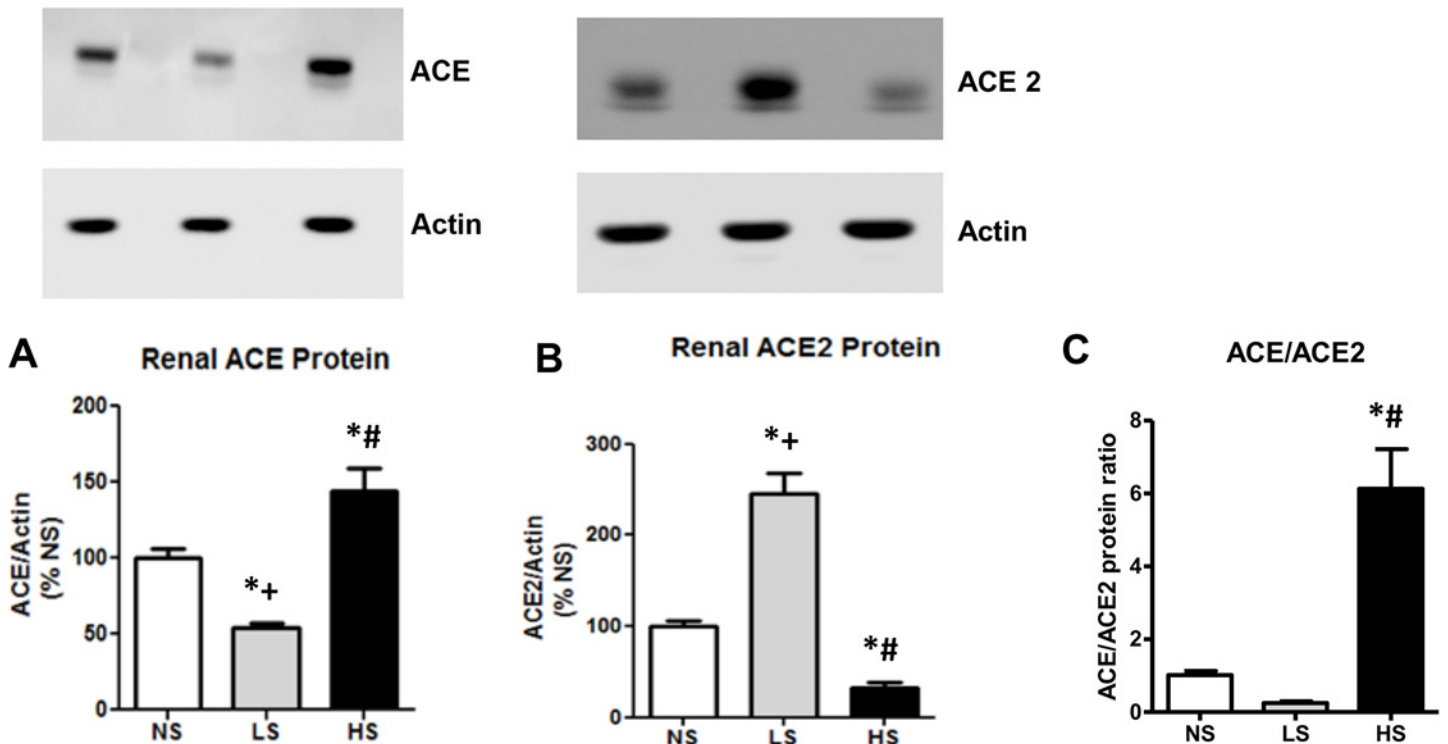 ACE
ACE 2
Actin
Actin
A
Renal ACE Protein
ACE/Actin
(% NS)
200
150
100
50
0
*+
*#
NS LS HS
B
Renal ACE2 Protein
ACE2/Actin
(% NS)
300
200
100
0
*+
*#
NS LS HS
C
ACE/ACE2
ACE/ACE2 protein ratio
8
6
4
2
0
*#
NS LS HS